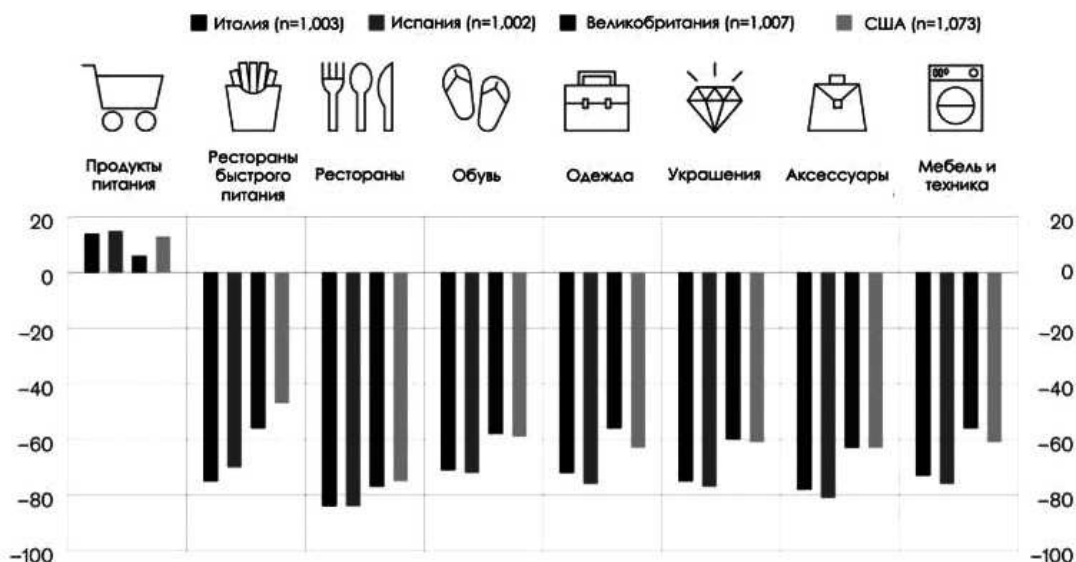 Италия (n=1,003) Испания (n=1,002) Великобритания (n=1,007) США (n=1,073)
Продукты
питания
Рестораны
быстрого
питания
Рестораны
Обувь
Одежда
Украшения
Аксессуары
Мебель и
техника
20 20
0 0
−20 −20
−40 −40
−60 −60
−80 −80
−100 −100